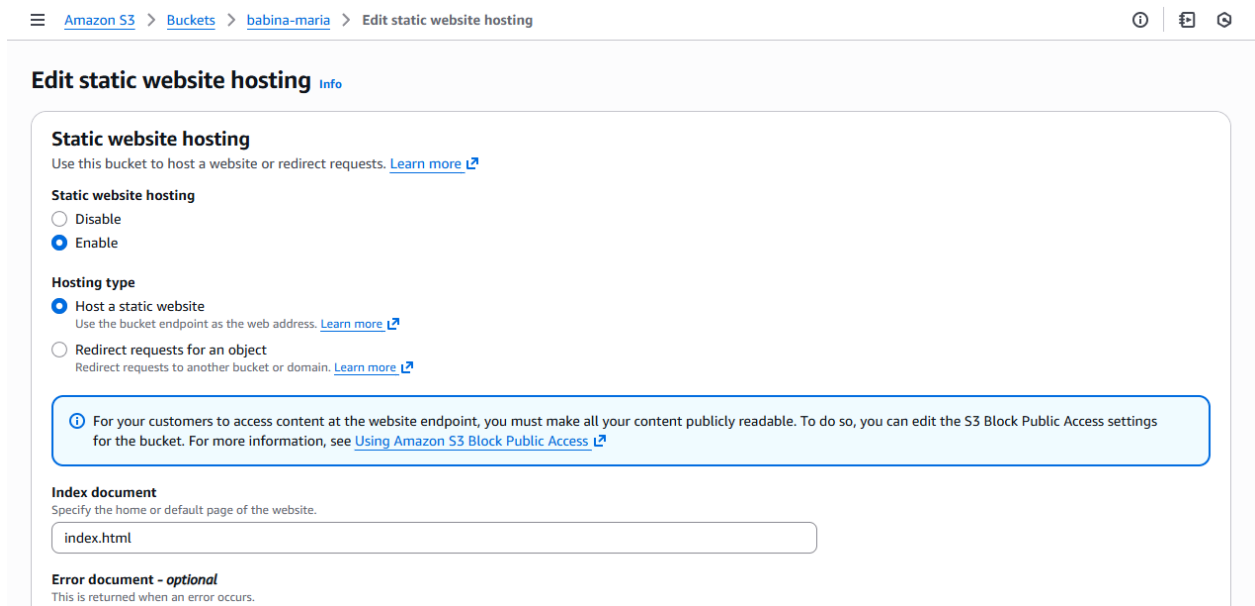 Amazon S3 > Buckets > babina-maria > Edit static website hosting
Edit static website hosting Info
Static website hosting
Use this bucket to host a website or redirect requests. Learn more
Static website hosting
Disable
Enable
Hosting type
Host a static website
Use the bucket endpoint as the web address. Learn more
Redirect requests for an object
Redirect requests to another bucket or domain. Learn more
For your customers to access content at the website endpoint, you must make all your content publicly readable. To do so, you can edit the S3 Block Public Access settings
for the bucket. For more information, see Using Amazon S3 Block Public Access
Index document
Specify the home or default page of the website.
index.html
Error document - optional
This is returned when an error occurs.